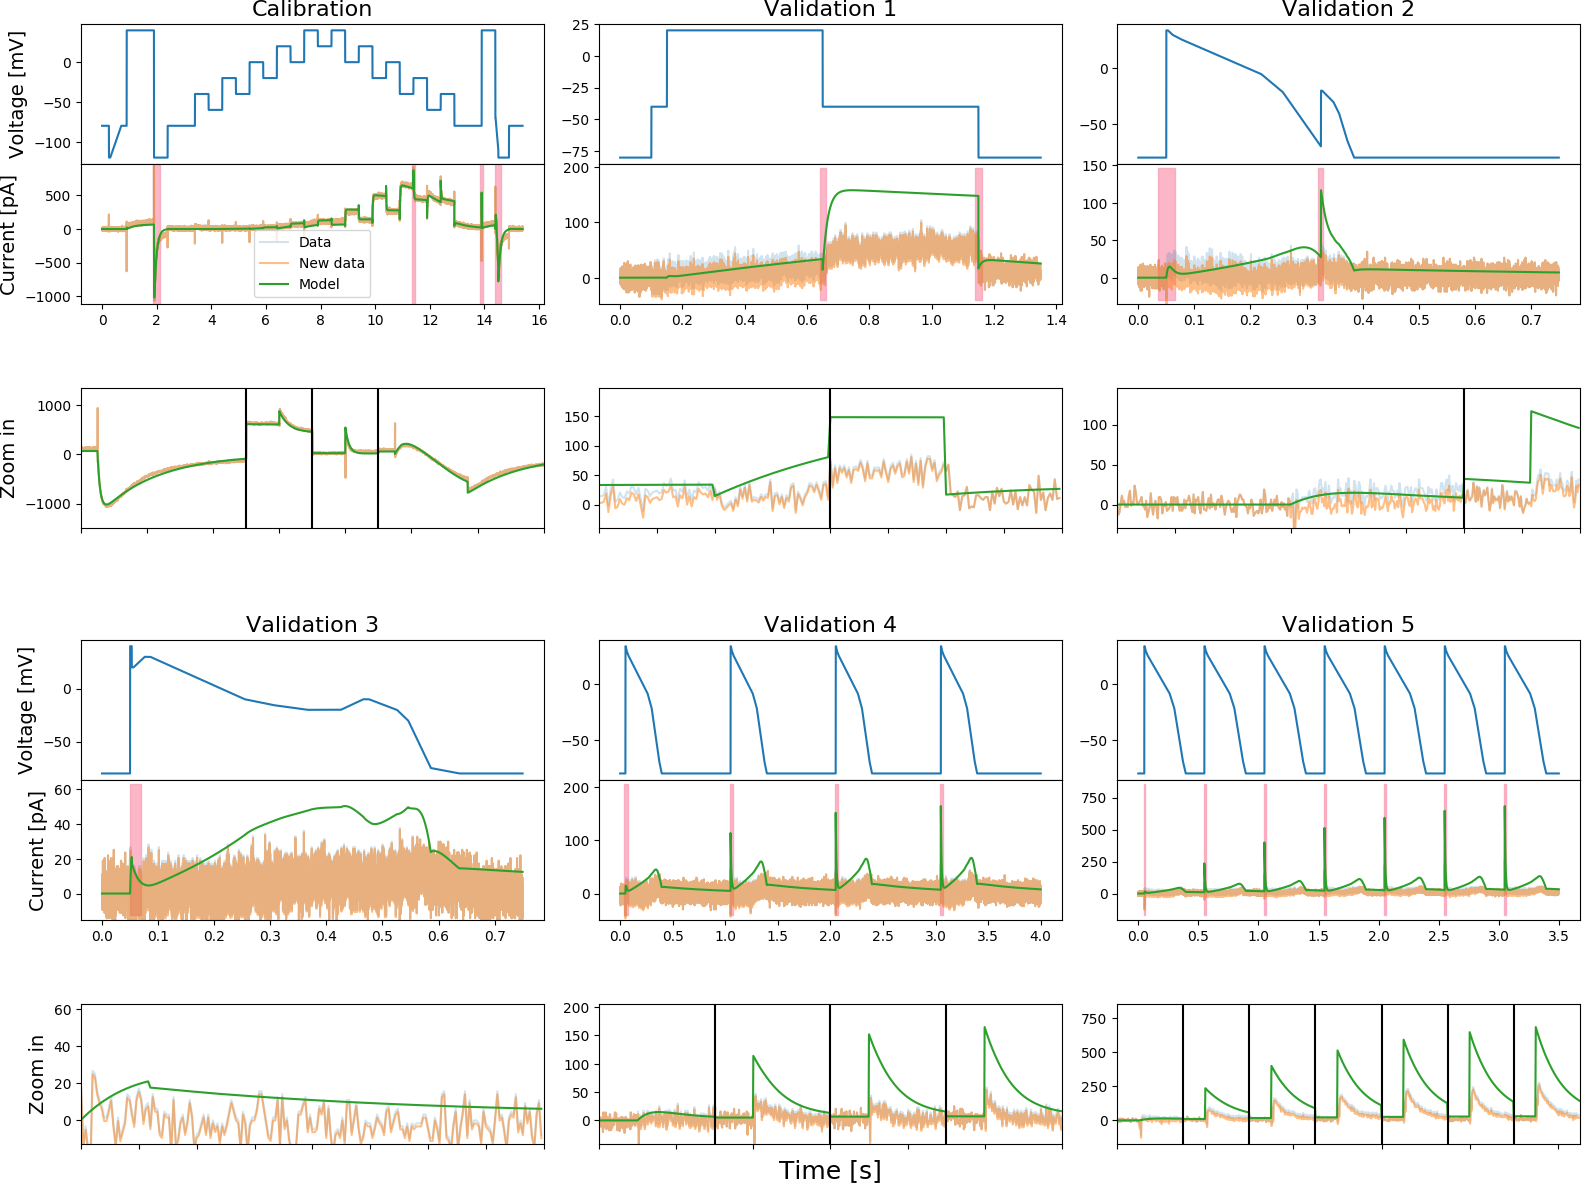 Calibration
Validation 1
Validation 2
Voltage [mV]
0
−50
−100
25
0
−25
−50
−75
0
−50
Current [pA]
500
0
−500
−1000
Data
New data
Model
200
100
0
150
100
50
0
0 2 4 6 8 10 12 14 16
0.0 0.2 0.4 0.6 0.8 1.0 1.2 1.4
0.0 0.1 0.2 0.3 0.4 0.5 0.6 0.7
Zoom in
1000
0
−1000
150
100
50
0
100
50
0
Validation 3
Validation 4
Validation 5
Voltage [mV]
0
−50
0
−50
0
−50
Current [pA]
60
40
20
0
200
100
0
750
500
250
0
0.0 0.1 0.2 0.3 0.4 0.5 0.6 0.7
0.0 0.5 1.0 1.5 2.0 2.5 3.0 3.5 4.0
0.0 0.5 1.0 1.5 2.0 2.5 3.0 3.5
Zoom in
60
40
20
0
200
150
100
50
0
750
500
250
0
Time [s]